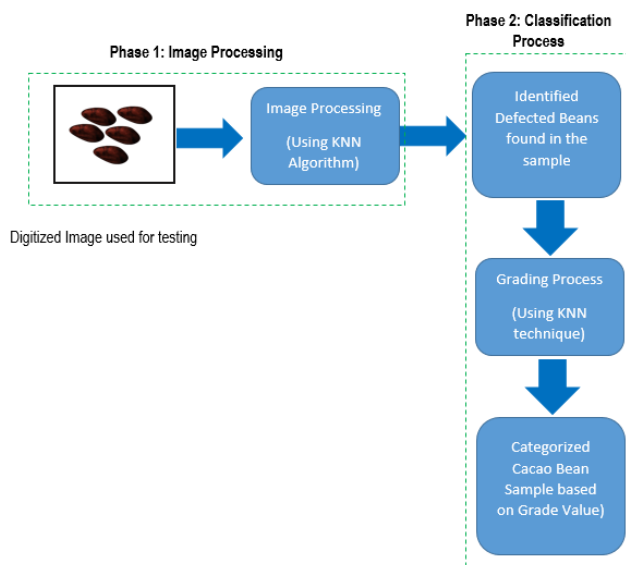 Phase 1: Image Processing
Image Processing
(Using KNN
Algorithm)
Digitized Image used for testing
Phase 2: Classification
Process
Identified
Defected Beans
found in the
sample
Grading Process
(Using KNN
technique)
Categorized
Cacao Bean
Sample based
on Grade Value)